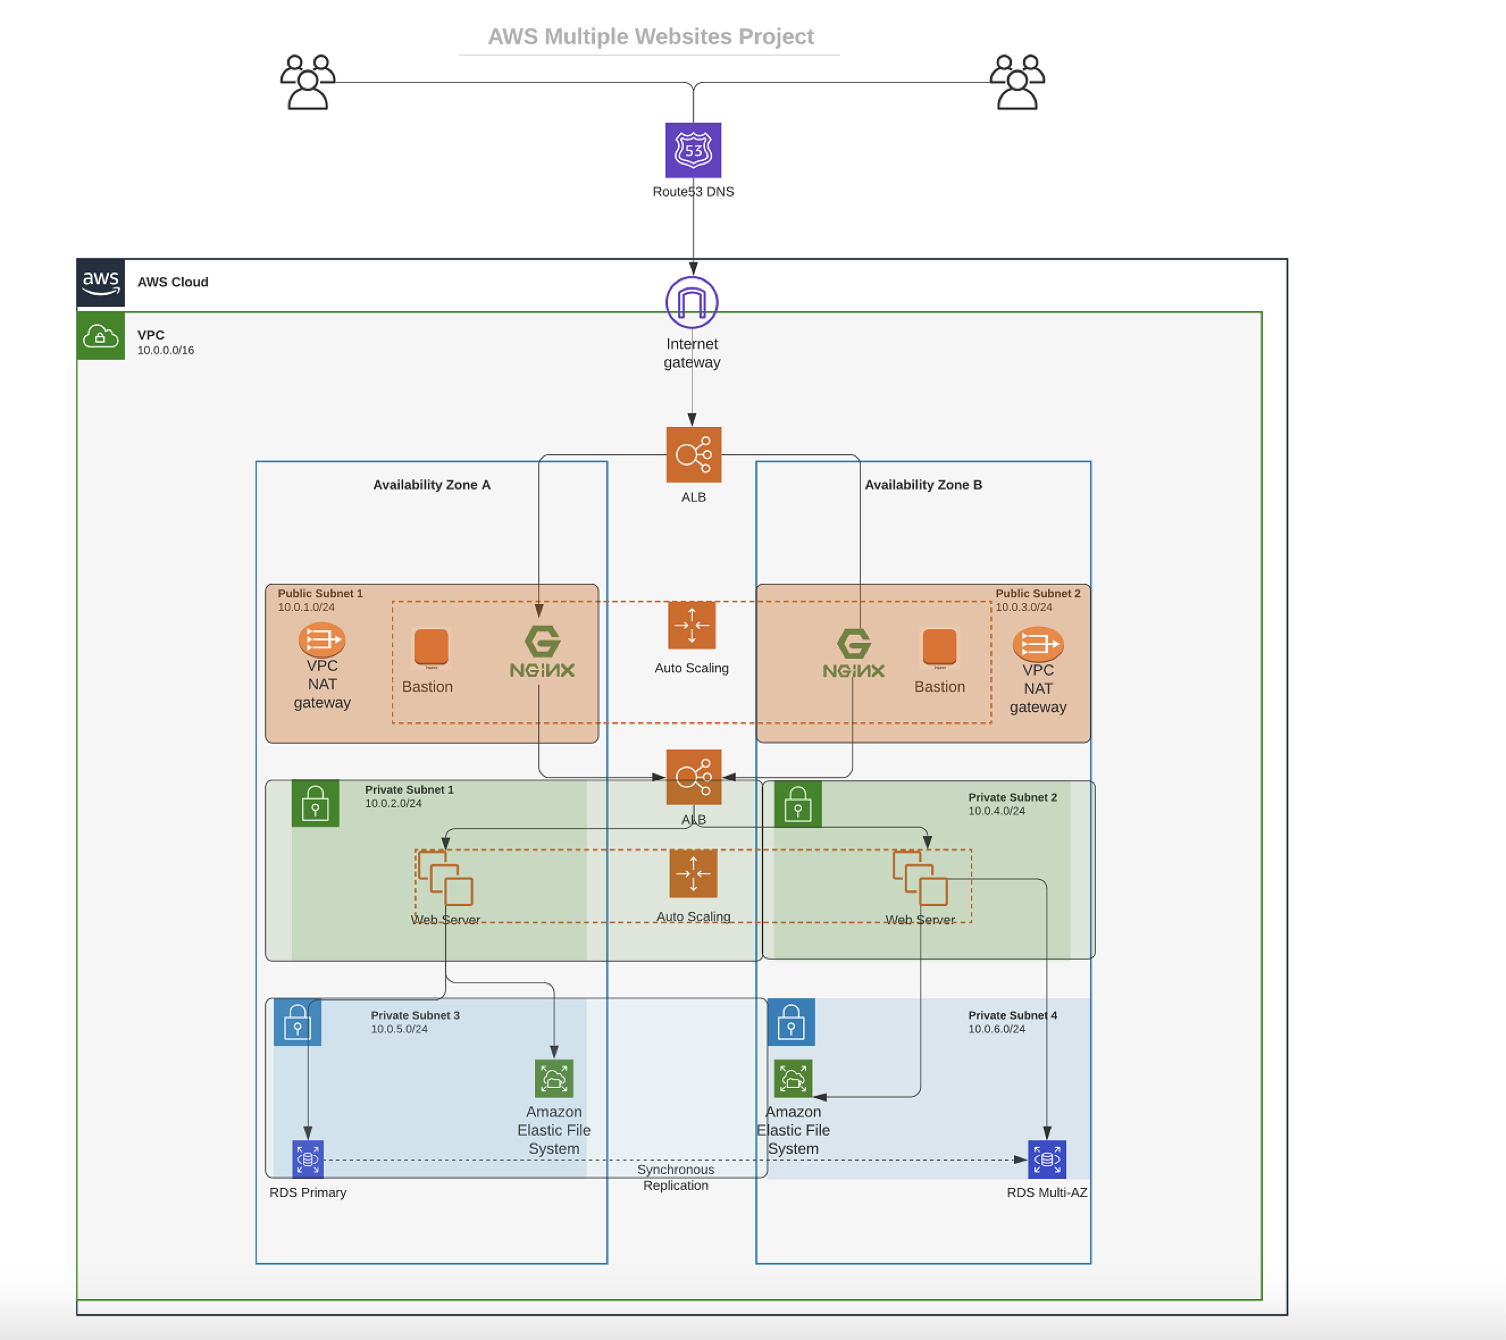 AWS Multiple Websites Project
53
Route53 DNS
aws
AWS Cloud
VPC
10.0.0.0/16
Internet
gateway
ALB
Availability Zone A
Availability Zone B
Public Subnet 1
10.0.1.0/24
VPC
NAT
gateway
Bastion
NGINX
Auto Scaling
NGINX
Bastion
Public Subnet 2
10.0.3.0/24
VPC
NAT
gateway
ALB
Private Subnet 1
10.0.2.0/24
Private Subnet 2
10.0.4.0/24
Web Server
Auto Scaling
Web Server
Private Subnet 3
10.0.5.0/24
Private Subnet 4
10.0.6.0/24
Amazon
Elastic File
System
Amazon
Elastic File
System
Synchronous
Replication
RDS Primary
RDS Multi-AZ